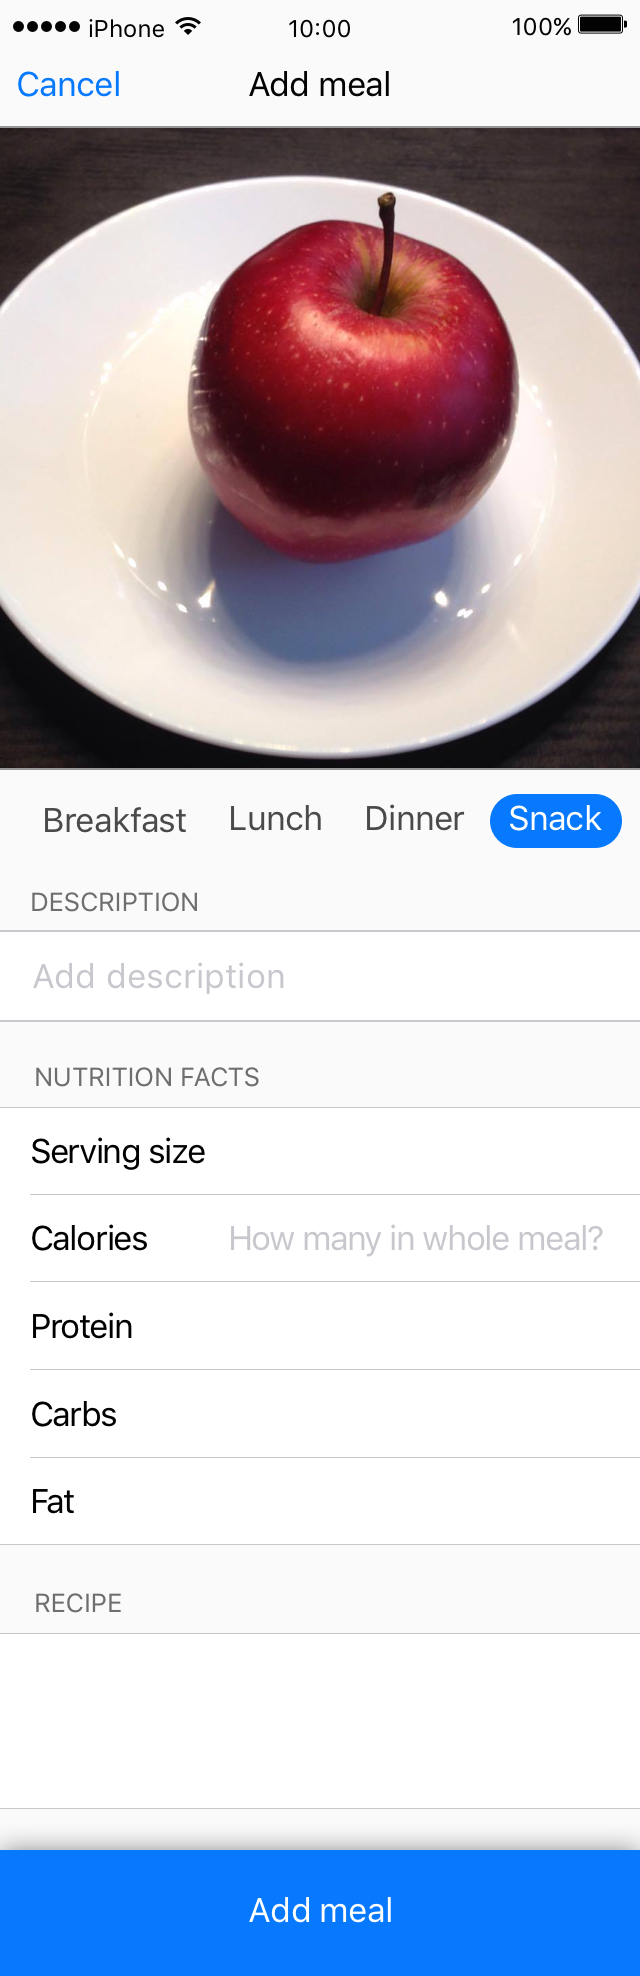 iPhone 10:00 100%
Cancel Add meal
Breakfast Lunch Dinner Snack
DESCRIPTION
Add description
NUTRITION FACTS
Serving size
Calories How many in whole meal?
Protein
Carbs
Fat
RECIPE
Add meal